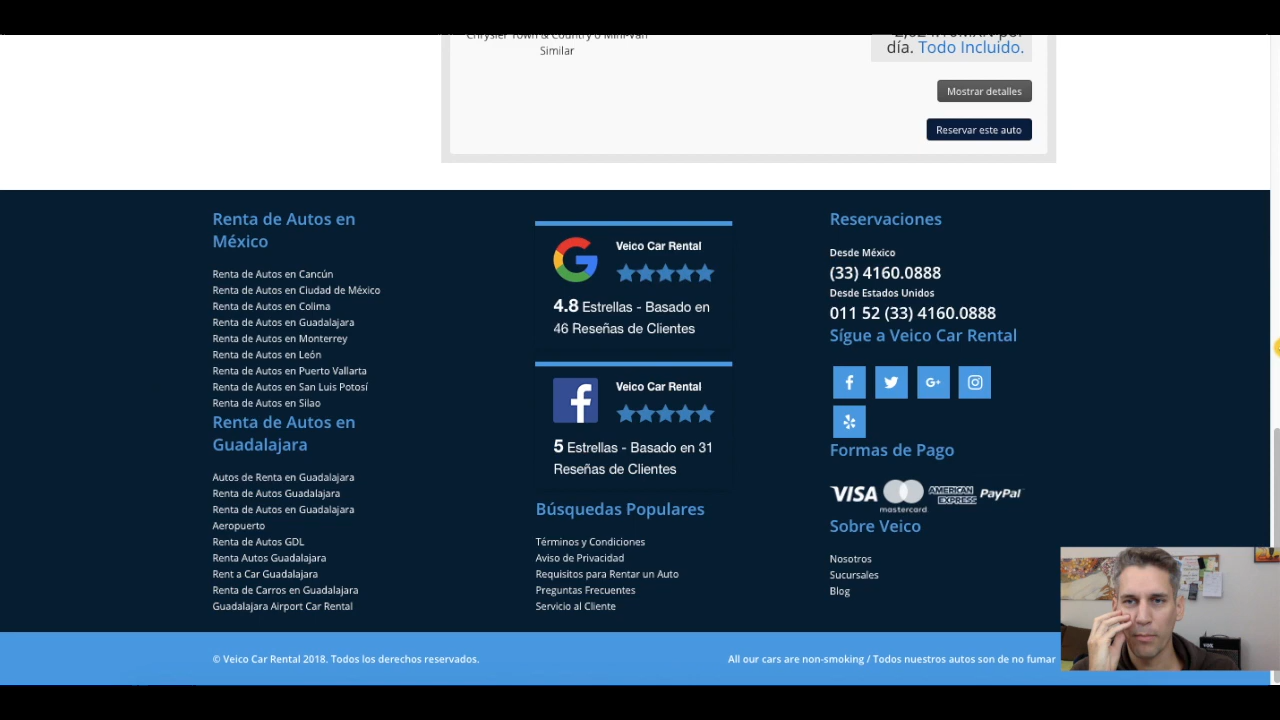 Similar
día. Todo Incluído.
Mostrar detalles
Reservar este auto
Renta de Autos en
México
Renta de Autos en Cancún
Renta de Autos en Ciudad de México
Renta de Autos en Colima
Renta de Autos en Guadalajara
Renta de Autos en Monterrey
Renta de Autos en León
Renta de Autos en Puerto Vallarta
Renta de Autos en San Luis Potosí
Renta de Autos en Silao
Renta de Autos en
Guadalajara
Autos de Renta en Guadalajara
Renta de Autos Guadalajara
Renta de Autos en Guadalajara
Aeropuerto
Renta de Autos GDL
Renta Autos Guadalajara
Rent a Car Guadalajara
Renta de Carros en Guadalajara
Guadalajara Airport Car Rental
Veico Car Rental
4.8 Estrellas - Basado en
46 Reseñas de Clientes
Veico Car Rental
5 Estrellas - Basado en 31
Reseñas de Clientes
Búsquedas Populares
Términos y Condiciones
Aviso de Privacidad
Requisitos para Rentar un Auto
Preguntas Frecuentes
Servicio al Cliente
Reservaciones
Desde México
(33) 4160.0888
Desde Estados Unidos
011 52 (33) 4160.0888
Sígue a Veico Car Rental
Formas de Pago
VISA mastercard AMERICAN EXPRESS PayPal
Sobre Veico
Nosotros
Sucursales
Blog
© Veico Car Rental 2018. Todos los derechos reservados.
All our cars are non-smoking / Todos nuestros autos son de no fumar